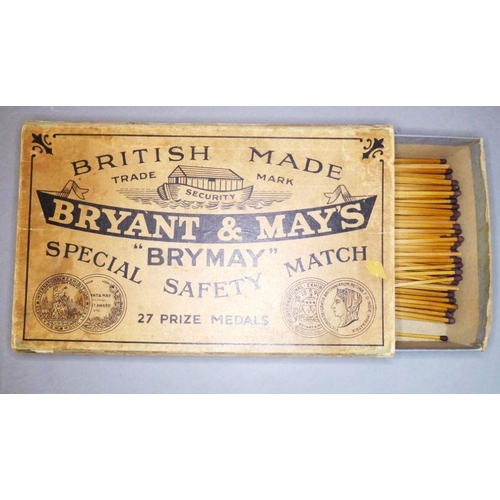 BRITISH MADE
TRADE MARK
SECURITY
BRYANT & MAY'S
"BRYMAY"
SPECIAL SAFETY MATCH
27 PRIZE MEDALS